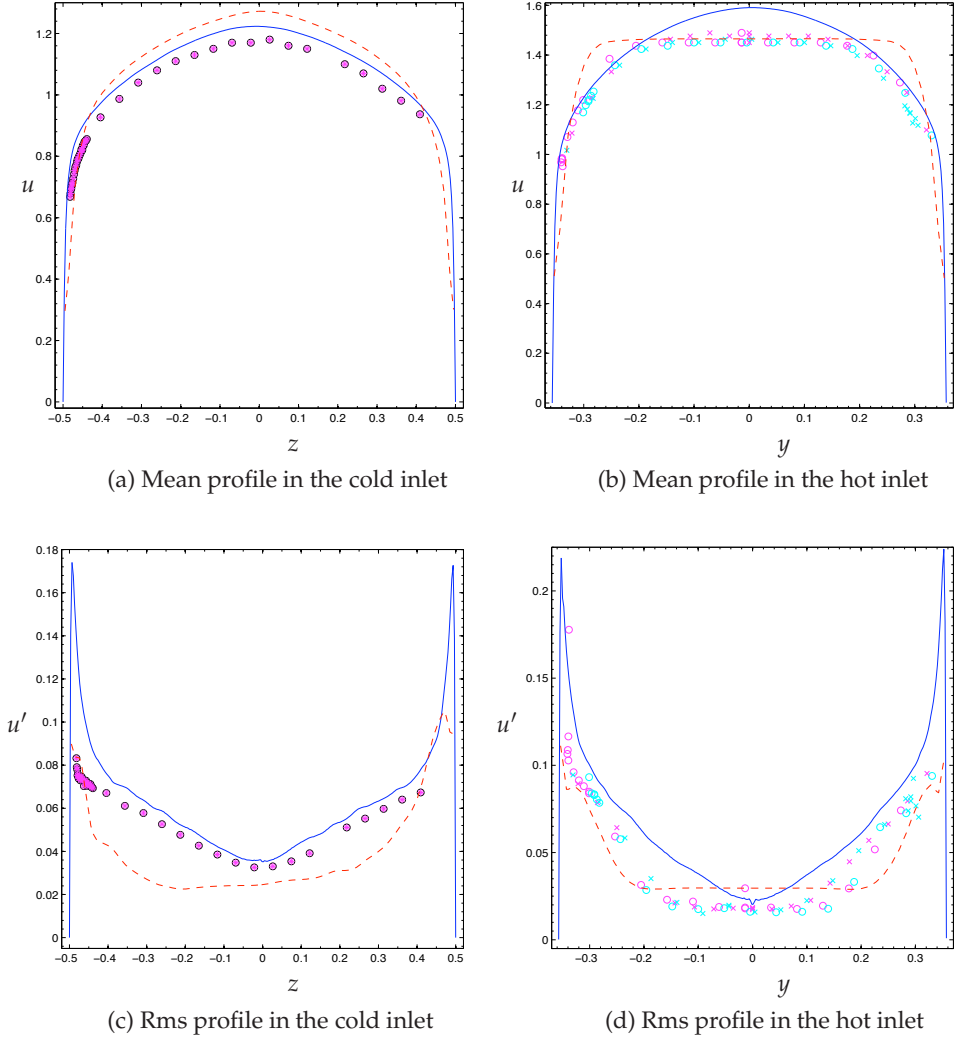 1.2
1
0.8
0.6
0.4
0.2
0
u
−0.5 −0.4 −0.3 −0.2 −0.1 0 0.1 0.2 0.3 0.4 0.5
z
(a) Mean profile in the cold inlet
1.6
1.4
1.2
1
0.8
0.6
0.4
0.2
0
u
−0.3 −0.2 −0.1 0 0.1 0.2 0.3
y
(b) Mean profile in the hot inlet
0.18
0.16
0.14
0.12
0.1
0.08
0.06
0.04
0.02
0
u′
−0.5 −0.4 −0.3 −0.2 −0.1 0 0.1 0.2 0.3 0.4 0.5
z
(c) Rms profile in the cold inlet
0.2
0.15
0.1
0.05
0
u′
−0.3 −0.2 −0.1 0 0.1 0.2 0.3
y
(d) Rms profile in the hot inlet